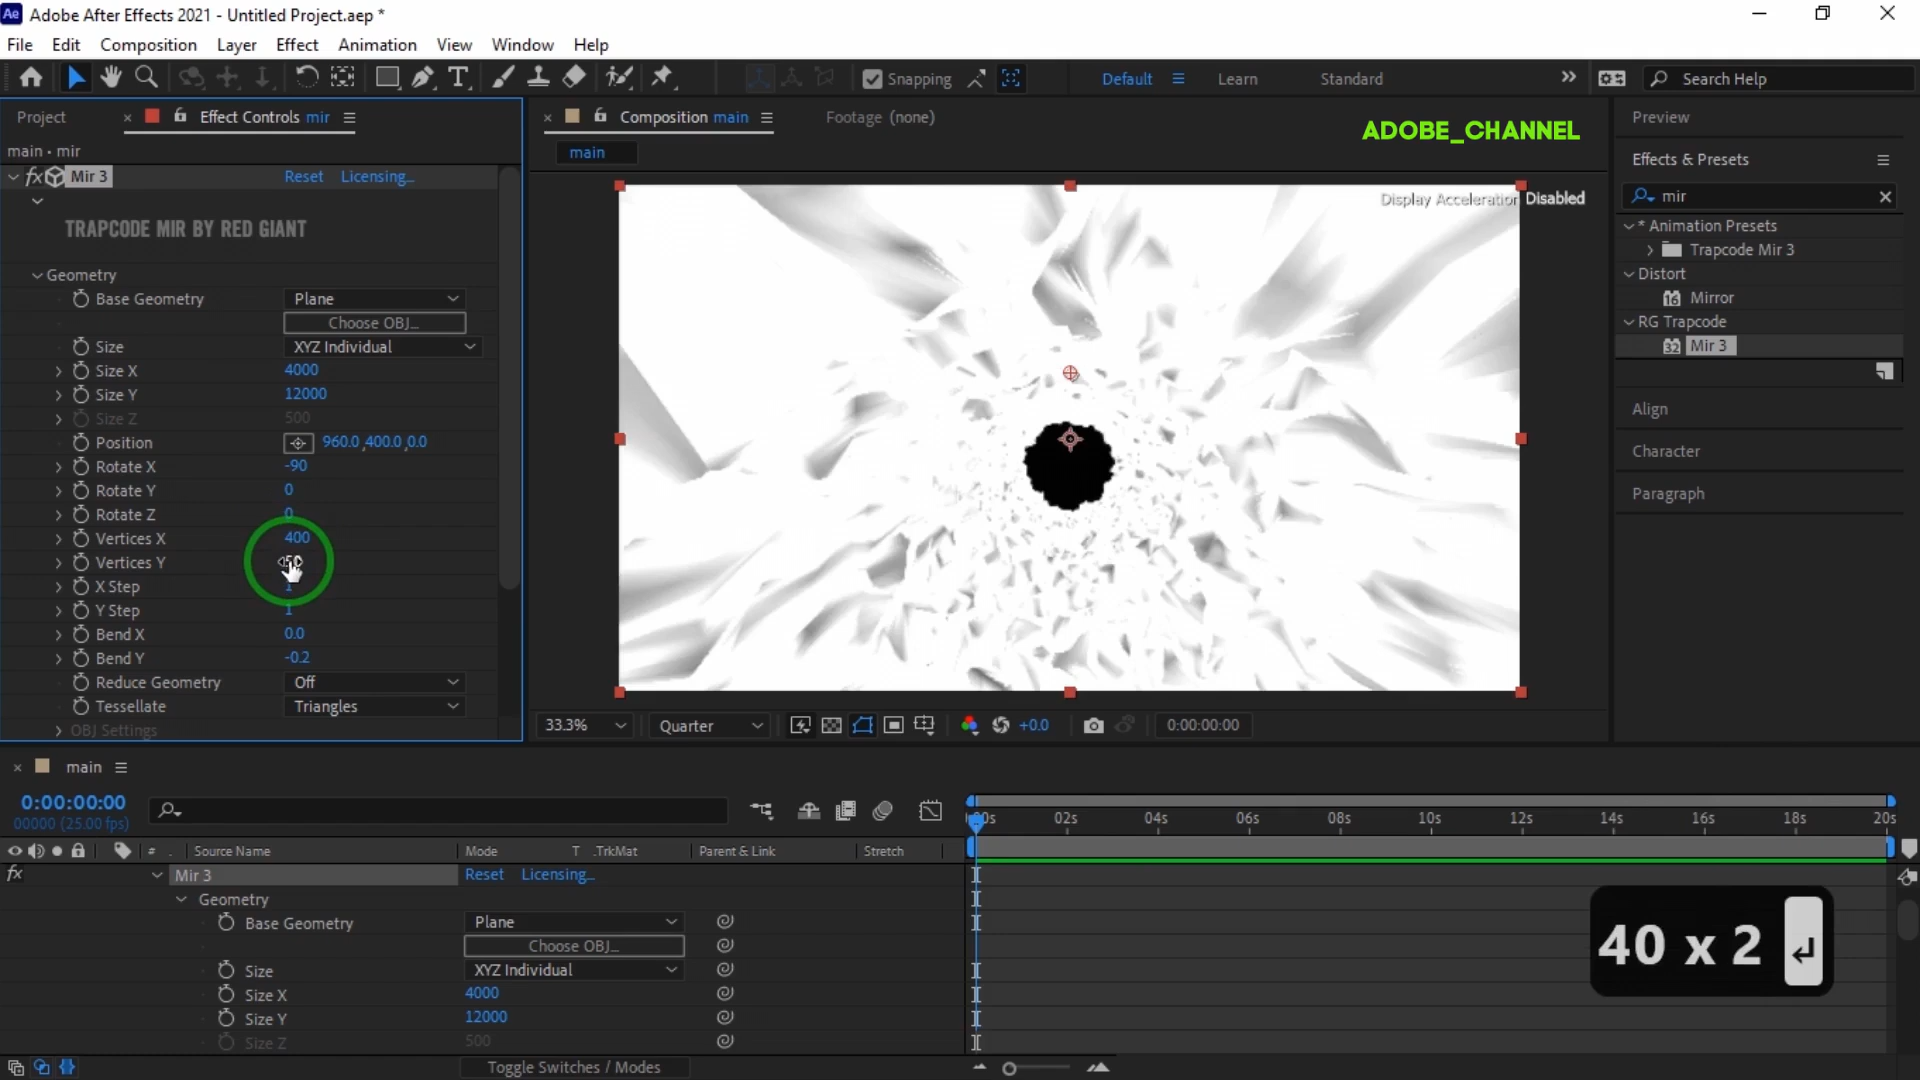 Ae Adobe After Effects 2021 - Untitled Project.aep *
File Edit Composition Layer Effect Animation View Window Help
T Snapping Default Learn Standard Search Help
Project Effect Controls mir
main • mir
fx Mir 3 Reset Licensing...
TRAPCODE MIR BY RED GIANT
Geometry
Base Geometry Plane
Choose OBJ...
Size XYZ Individual
Size X 4000
Size Y 12000
Size Z 500
Position 960.0,400.0,0.0
Rotate X -90
Rotate Y 0
Rotate Z 0
Vertices X 400
Vertices Y
X Step 1
Y Step 1
Bend X 0.0
Bend Y -0.2
Reduce Geometry Off
Tessellate Triangles
OBJ Settings
Composition main Footage (none)
main
ADOBE_CHANNEL
Display Acceleration Disabled
33.3% Quarter +0.0 0:00:00:00
Preview
Effects & Presets
mir
* Animation Presets
Trapcode Mir 3
Distort
16 Mirror
RG Trapcode
32 Mir 3
Align
Character
Paragraph
main
0:00:00:00
00000 (25.00 fps)
02s 04s 06s 08s 10s 12s 14s 16s 18s 20s
# Source Name Mode T .TrkMat Parent & Link Stretch
fx Mir 3 Reset Licensing...
Geometry
Base Geometry Plane
Choose OBJ...
Size XYZ Individual
Size X 4000
Size Y 12000
Size Z 500
Toggle Switches / Modes
40 x 2